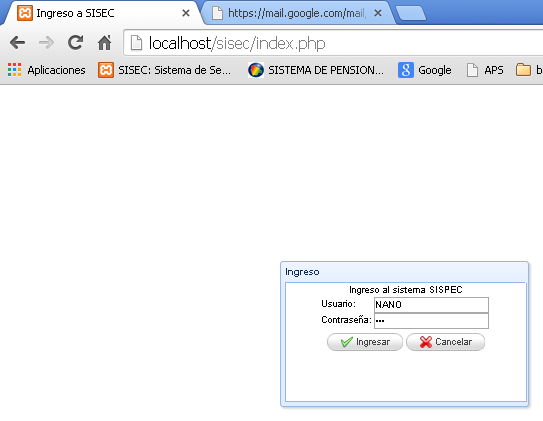 Ingreso a SISEC
https://mail.google.com/mail,
localhost/sisec/index.php
Aplicaciones SISEC: Sistema de Se... SISTEMA DE PENSION... Google APS b
Ingreso
Ingreso al sistema SISPEC
Usuario: NANO
Contraseña: •••
Ingresar Cancelar